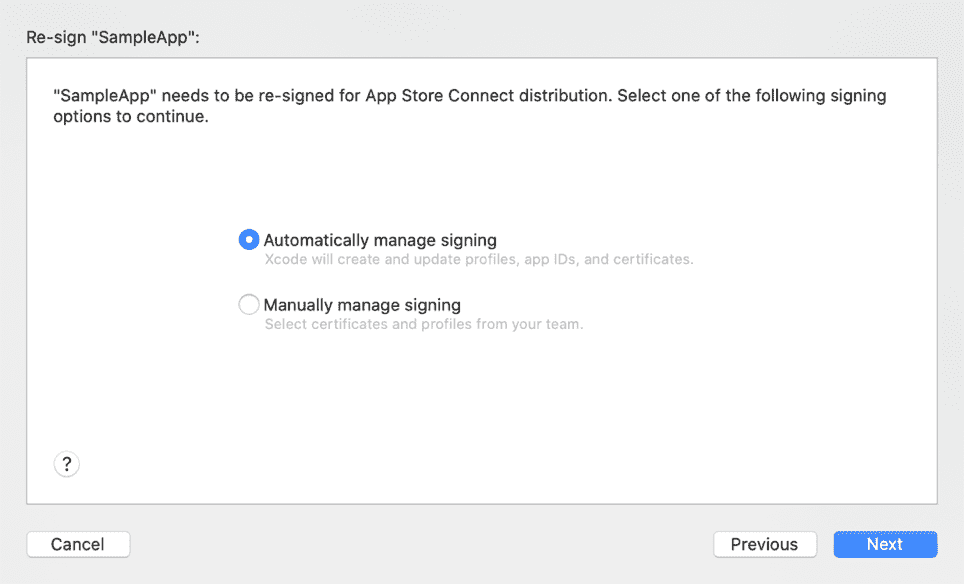 Re-sign "SampleApp":
"SampleApp" needs to be re-signed for App Store Connect distribution. Select one of the following signing
options to continue.
Automatically manage signing
Xcode will create and update profiles, app IDs, and certificates.
Manually manage signing
Select certificates and profiles from your team.
?
Cancel
Previous
Next